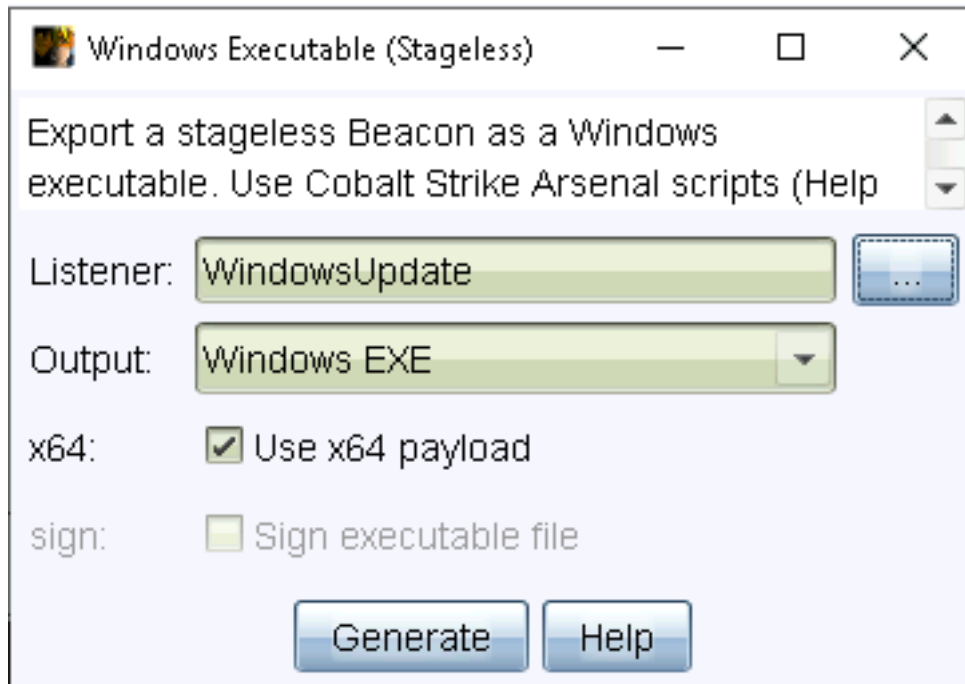 Windows Executable (Stageless)
Export a stageless Beacon as a Windows
executable. Use Cobalt Strike Arsenal scripts (Help
Listener: WindowsUpdate ...
Output: Windows EXE
x64: Use x64 payload
sign: Sign executable file
Generate Help